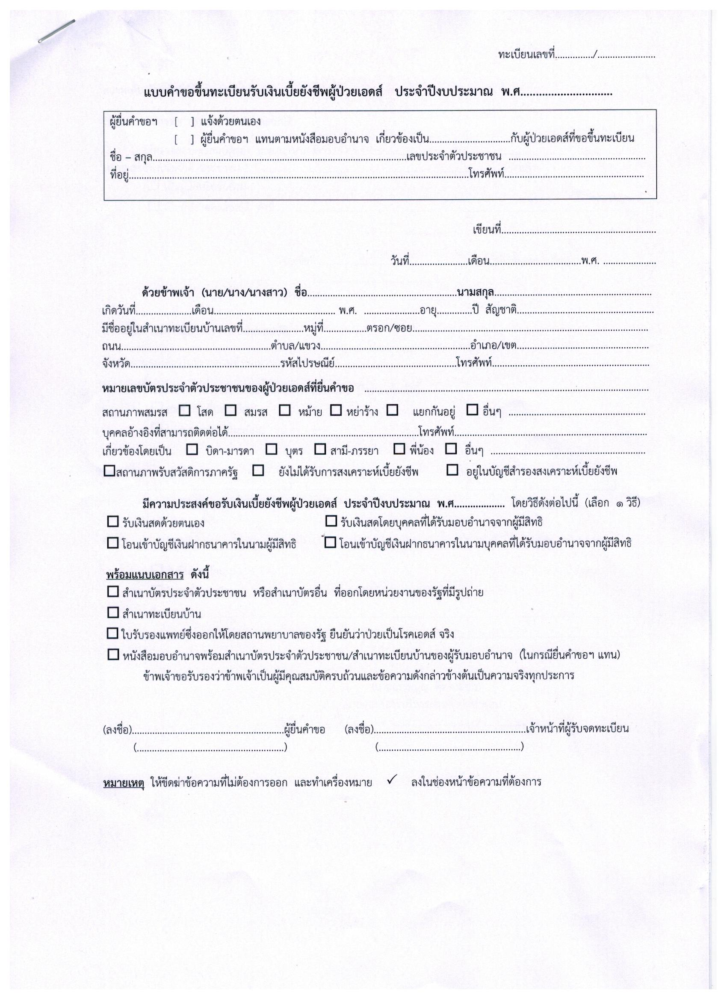 ทะเบียนเลขที่.............../.......................
แบบคำขอขึ้นทะเบียนรับเงินเบี้ยยังชีพผู้ป่วยเอดส์ ประจำปีงบประมาณ พ.ศ.............................
ผู้ยื่นคำขอฯ [ ] แจ้งด้วยตนเอง
[ ] ผู้ยื่นคำขอฯ แทนตามหนังสือมอบอำนาจ เกี่ยวข้องเป็น................................กับผู้ป่วยเอดส์ที่ขอขึ้นทะเบียน
ชื่อ – สกุล....................................................................................................เลขประจำตัวประชาชน ......................................................
ที่อยู่......................................................................................................................................โทรศัพท์.......................................................
เขียนที่.............................................................
วันที่.......................เดือน....................................พ.ศ. .....................
ด้วยข้าพเจ้า (นาย/นาง/นางสาว) ชื่อ...........................................................นามสกุล..............................................................
เกิดวันที่......................เดือน................................................ พ.ศ. ......................อายุ..............ปี สัญชาติ......................................................
มีชื่ออยู่ในสำเนาทะเบียนบ้านเลขที่........................หมู่ที่.................ตรอก/ซอย.............................................................................................
ถนน...........................................................ตำบล/แขวง...........................................................อำเภอ/เขต....................................................
จังหวัด...........................................................รหัสไปรษณีย์................................................โทรศัพท์..............................................................
หมายเลขบัตรประจำตัวประชาชนของผู้ป่วยเอดส์ที่ยื่นคำขอ ................................................................................................................
สถานภาพสมรส ☐ โสด ☐ สมรส ☐ หม้าย ☐ หย่าร้าง ☐ แยกกันอยู่ ☐ อื่นๆ ......................................................
บุคคลอ้างอิงที่สามารถติดต่อได้...........................................................................โทรศัพท์............................................................................
เกี่ยวข้องโดยเป็น ☐ บิดา-มารดา ☐ บุตร ☐ สามี-ภรรยา ☐ พี่น้อง ☐ อื่นๆ .............................................................
☐สถานภาพรับสวัสดิการภาครัฐ ☐ ยังไม่ได้รับการสงเคราะห์เบี้ยยังชีพ ☐ อยู่ในบัญชีสำรองสงเคราะห์เบี้ยยังชีพ
มีความประสงค์ขอรับเงินเบี้ยยังชีพผู้ป่วยเอดส์ ประจำปีงบประมาณ พ.ศ.................... โดยวิธีดังต่อไปนี้ (เลือก ๑ วิธี)
☐ รับเงินสดด้วยตนเอง ☐ รับเงินสดโดยบุคคลที่ได้รับมอบอำนาจจากผู้มีสิทธิ
☐ โอนเข้าบัญชีเงินฝากธนาคารในนามผู้มีสิทธิ ☐ โอนเข้าบัญชีเงินฝากธนาคารในนามบุคคลที่ได้รับมอบอำนาจจากผู้มีสิทธิ
พร้อมแนบเอกสาร ดังนี้
☐ สำเนาบัตรประจำตัวประชาชน หรือสำเนาบัตรอื่น ที่ออกโดยหน่วยงานของรัฐที่มีรูปถ่าย
☐ สำเนาทะเบียนบ้าน
☐ ใบรับรองแพทย์ซึ่งออกให้โดยสถานพยาบาลของรัฐ ยืนยันว่าป่วยเป็นโรคเอดส์ จริง
☐ หนังสือมอบอำนาจพร้อมสำเนาบัตรประจำตัวประชาชน/สำเนาทะเบียนบ้านของผู้รับมอบอำนาจ (ในกรณียื่นคำขอฯ แทน)
ข้าพเจ้าขอรับรองว่าข้าพเจ้าเป็นผู้มีคุณสมบัติครบถ้วนและข้อความดังกล่าวข้างต้นเป็นความจริงทุกประการ
(ลงชื่อ)............................................................ผู้ยื่นคำขอ (ลงชื่อ)............................................................เจ้าหน้าที่ผู้รับจดทะเบียน
(..........................................................) (........................................................)
หมายเหตุ ให้ขีดฆ่าข้อความที่ไม่ต้องการออก และทำเครื่องหมาย ✓ ลงในช่องหน้าข้อความที่ต้องการ